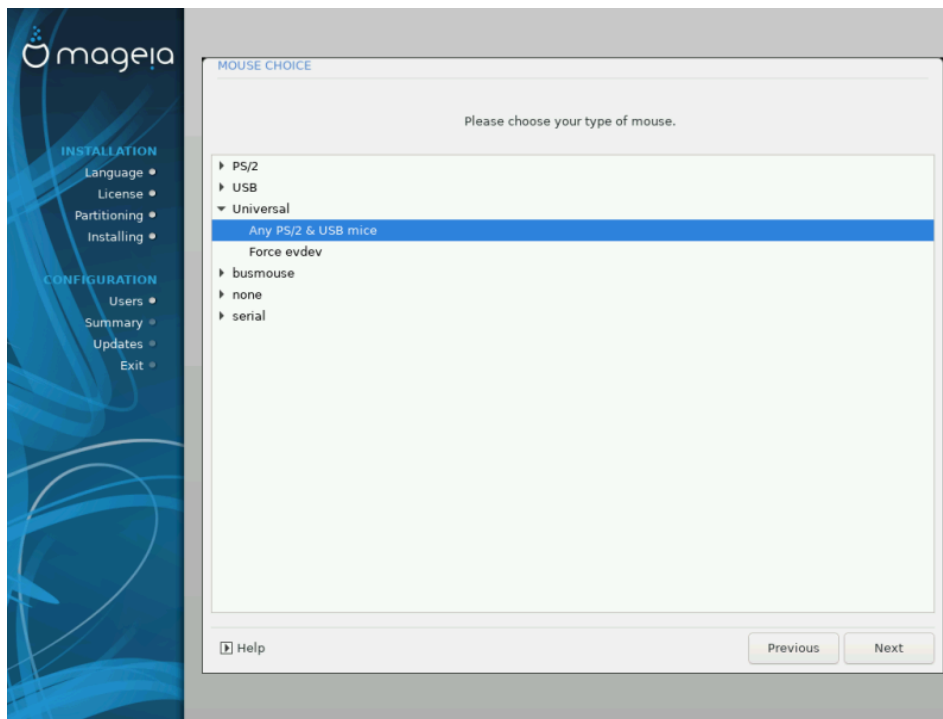 mageia
INSTALLATION
Language
License
Partitioning
Installing
CONFIGURATION
Users
Summary
Updates
Exit
MOUSE CHOICE
Please choose your type of mouse.
PS/2
USB
Universal
Any PS/2 & USB mice
Force evdev
busmouse
none
serial
Help
Previous
Next